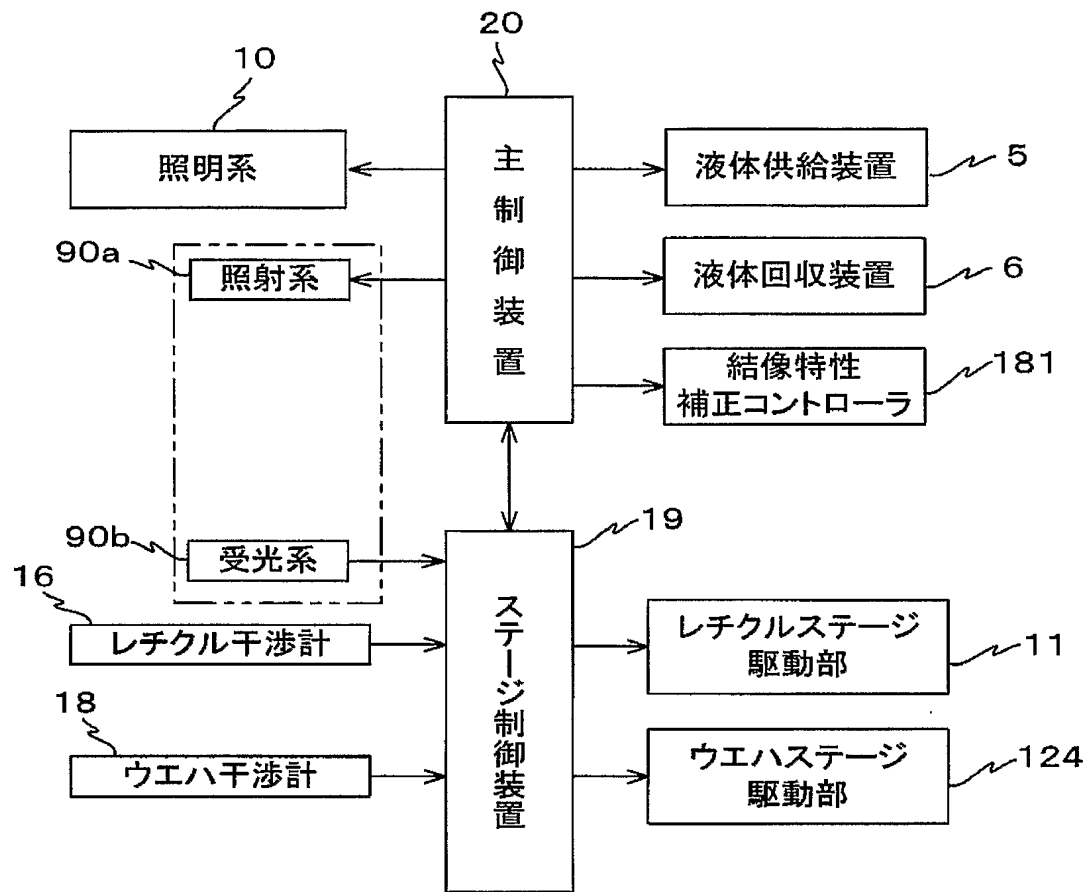 20
10
主制御装置
照明系
液体供給装置
5
90a
照射系
液体回収装置
6
結像特性
補正コントローラ
181
19
90b
受光系
16
レチクル干渉計
ステージ制御装置
レチクルステージ
駆動部
11
18
ウエハ干渉計
ウエハステージ
駆動部
124